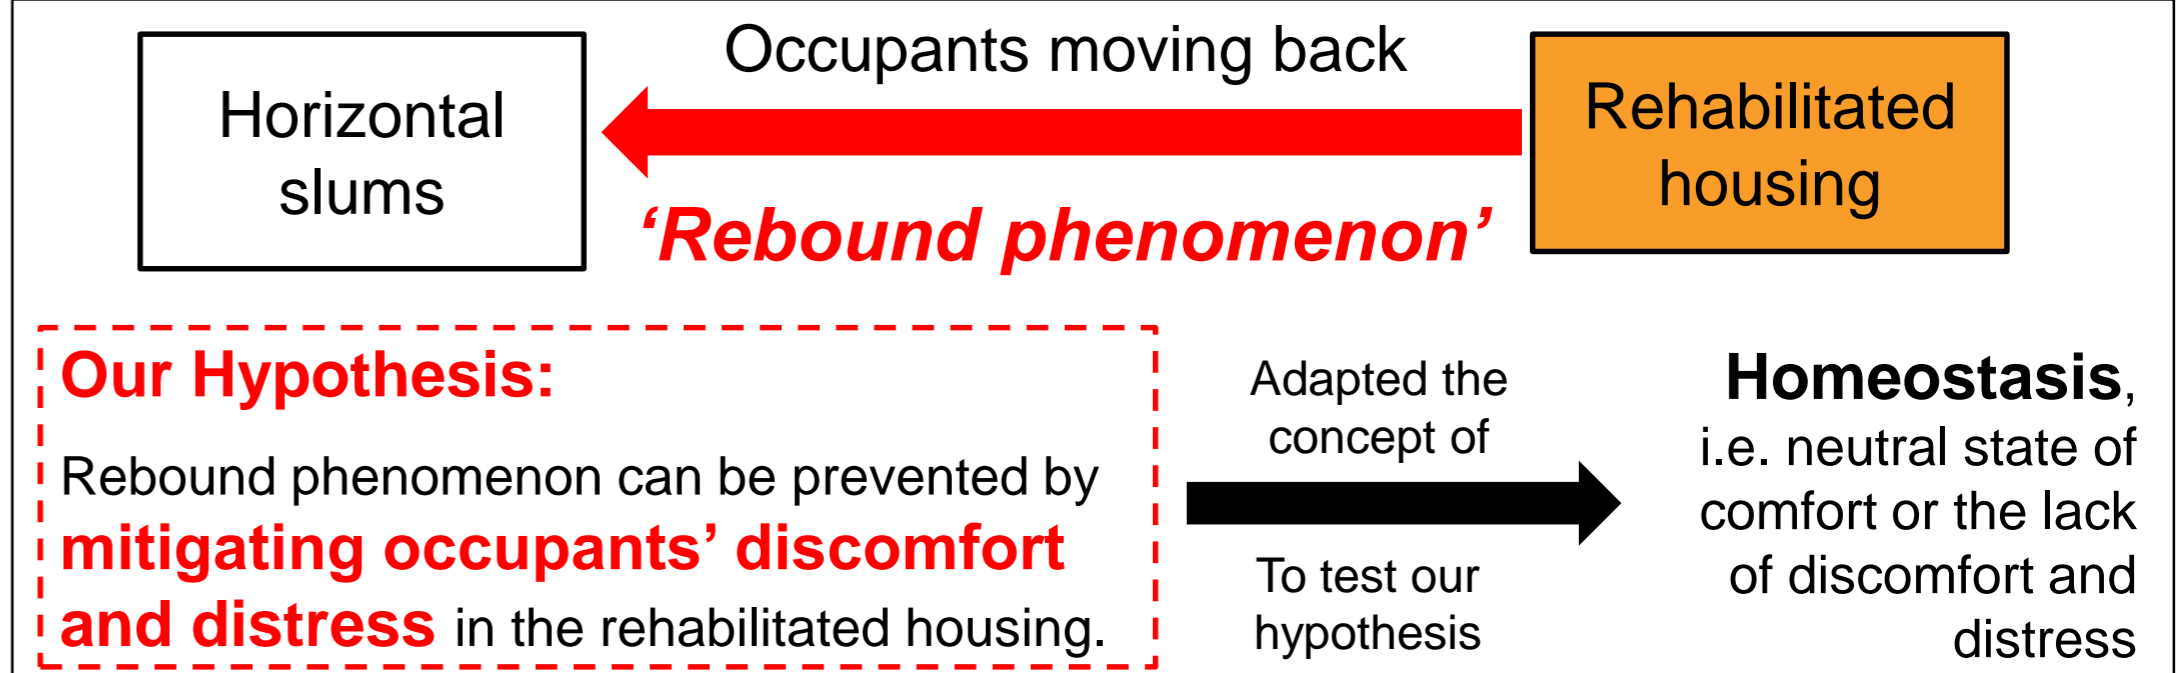 Occupants moving back
Horizontal
slums
Rehabilitated
housing
‘Rebound phenomenon’
Our Hypothesis:
Rebound phenomenon can be prevented by
mitigating occupants’ discomfort
and distress in the rehabilitated housing.
Adapted the
concept of
To test our
hypothesis
Homeostasis,
i.e. neutral state of
comfort or the lack
of discomfort and
distress